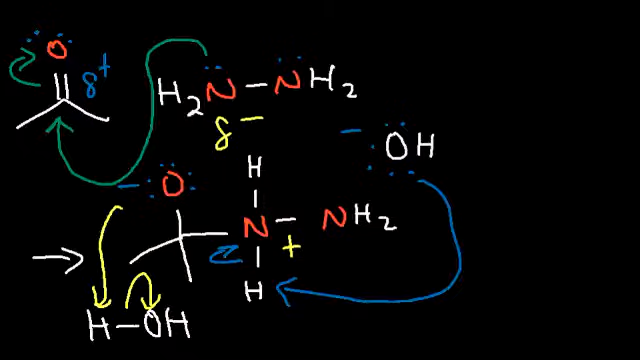 O δ+
H2N–NH2
δ–
–OH
–O
H
N–NH2
+
H
H–OH